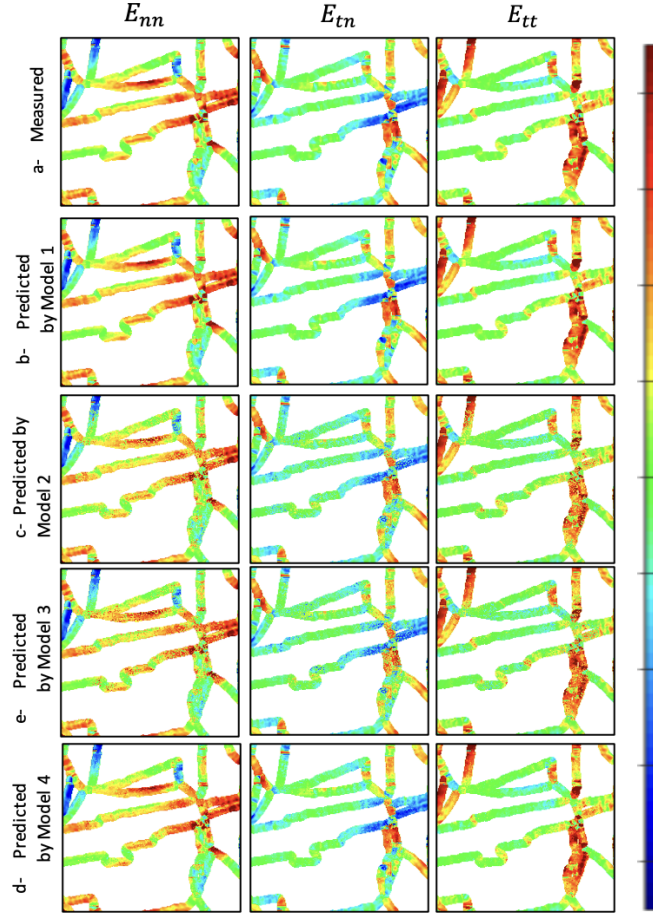 E_nn E_tn E_tt
a- Measured
b- Predicted
by Model 1
c- Predicted by
Model 2
e- Predicted
by Model 3
d- Predicted
by Model 4